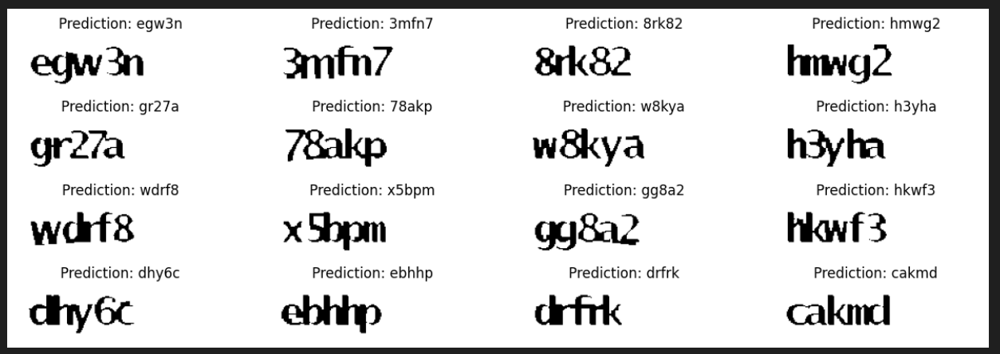 Prediction: egw3n Prediction: 3mfn7 Prediction: 8rk82 Prediction: hmwg2
egw3n 3mfn7 8rk82 hmwg2
Prediction: gr27a Prediction: 78akp Prediction: w8kya Prediction: h3yha
gr27a 78akp w8kya h3yha
Prediction: wdrf8 Prediction: x5bpm Prediction: gg8a2 Prediction: hkwf3
wdrf8 x5bpm gg8a2 hkwf3
Prediction: dhy6c Prediction: ebhhp Prediction: drfrk Prediction: cakmd
dhy6c ebhhp drfrk cakmd